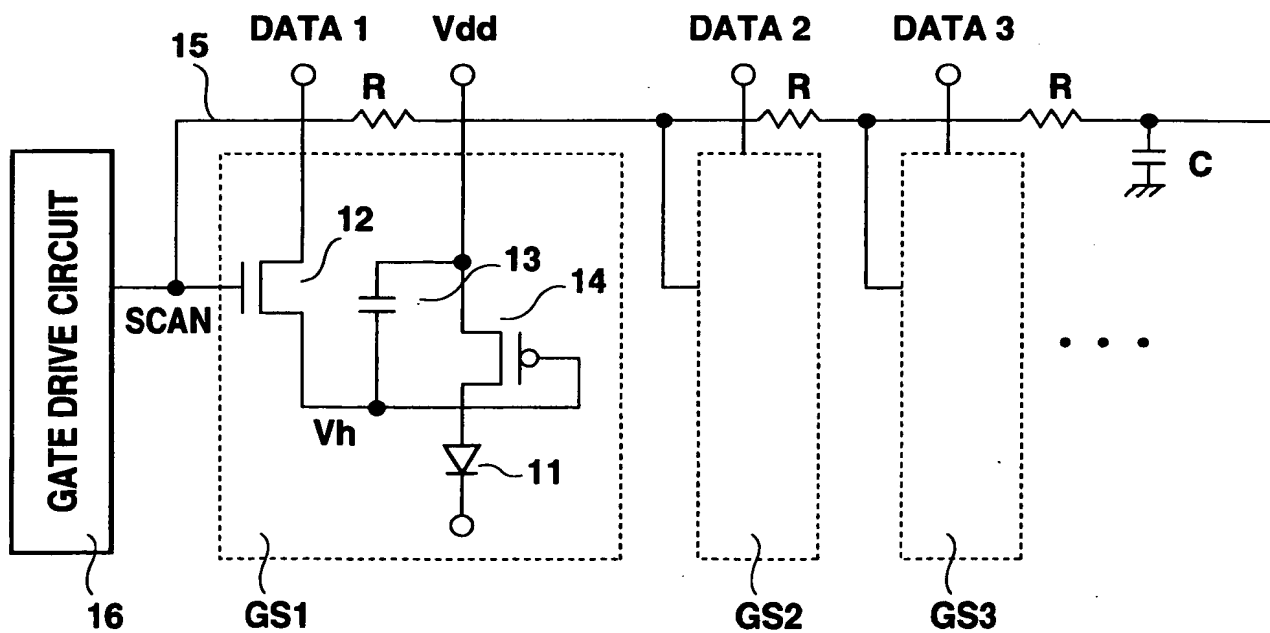 DATA 1
Vdd
DATA 2
DATA 3
15
R
R
R
C
GATE DRIVE CIRCUIT
12
13
14
SCAN
Vh
11
16
GS1
GS2
GS3